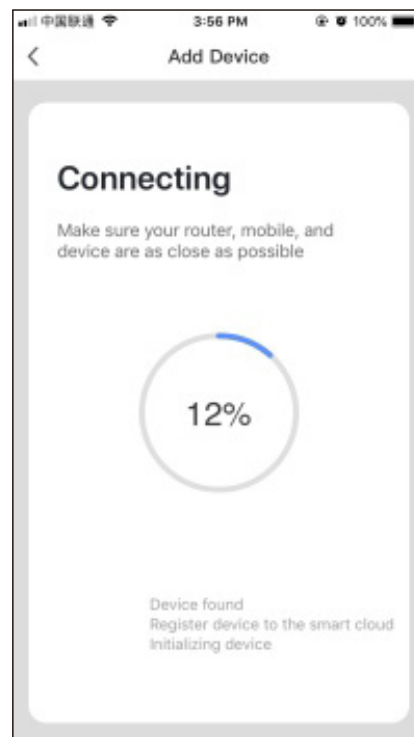 中国联通 3:56 PM 100%
Add Device
Connecting
Make sure your router, mobile, and
device are as close as possible
12%
Device found
Register device to the smart cloud
Initializing device